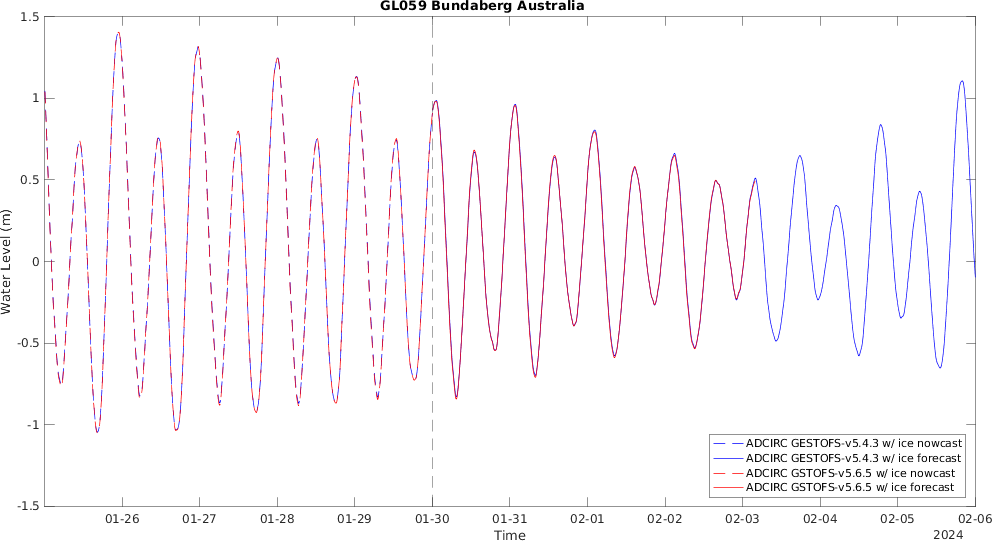 GL059 Bundaberg Australia
1.5
1
0.5
0
-0.5
-1
-1.5
Water Level (m)
ADCIRC GESTOFS-v5.4.3 w/ ice nowcast
ADCIRC GESTOFS-v5.4.3 w/ ice forecast
ADCIRC GSTOFS-v5.6.5 w/ ice nowcast
ADCIRC GSTOFS-v5.6.5 w/ ice forecast
01-26 01-27 01-28 01-29 01-30 01-31 02-01 02-02 02-03 02-04 02-05 02-06
Time
2024